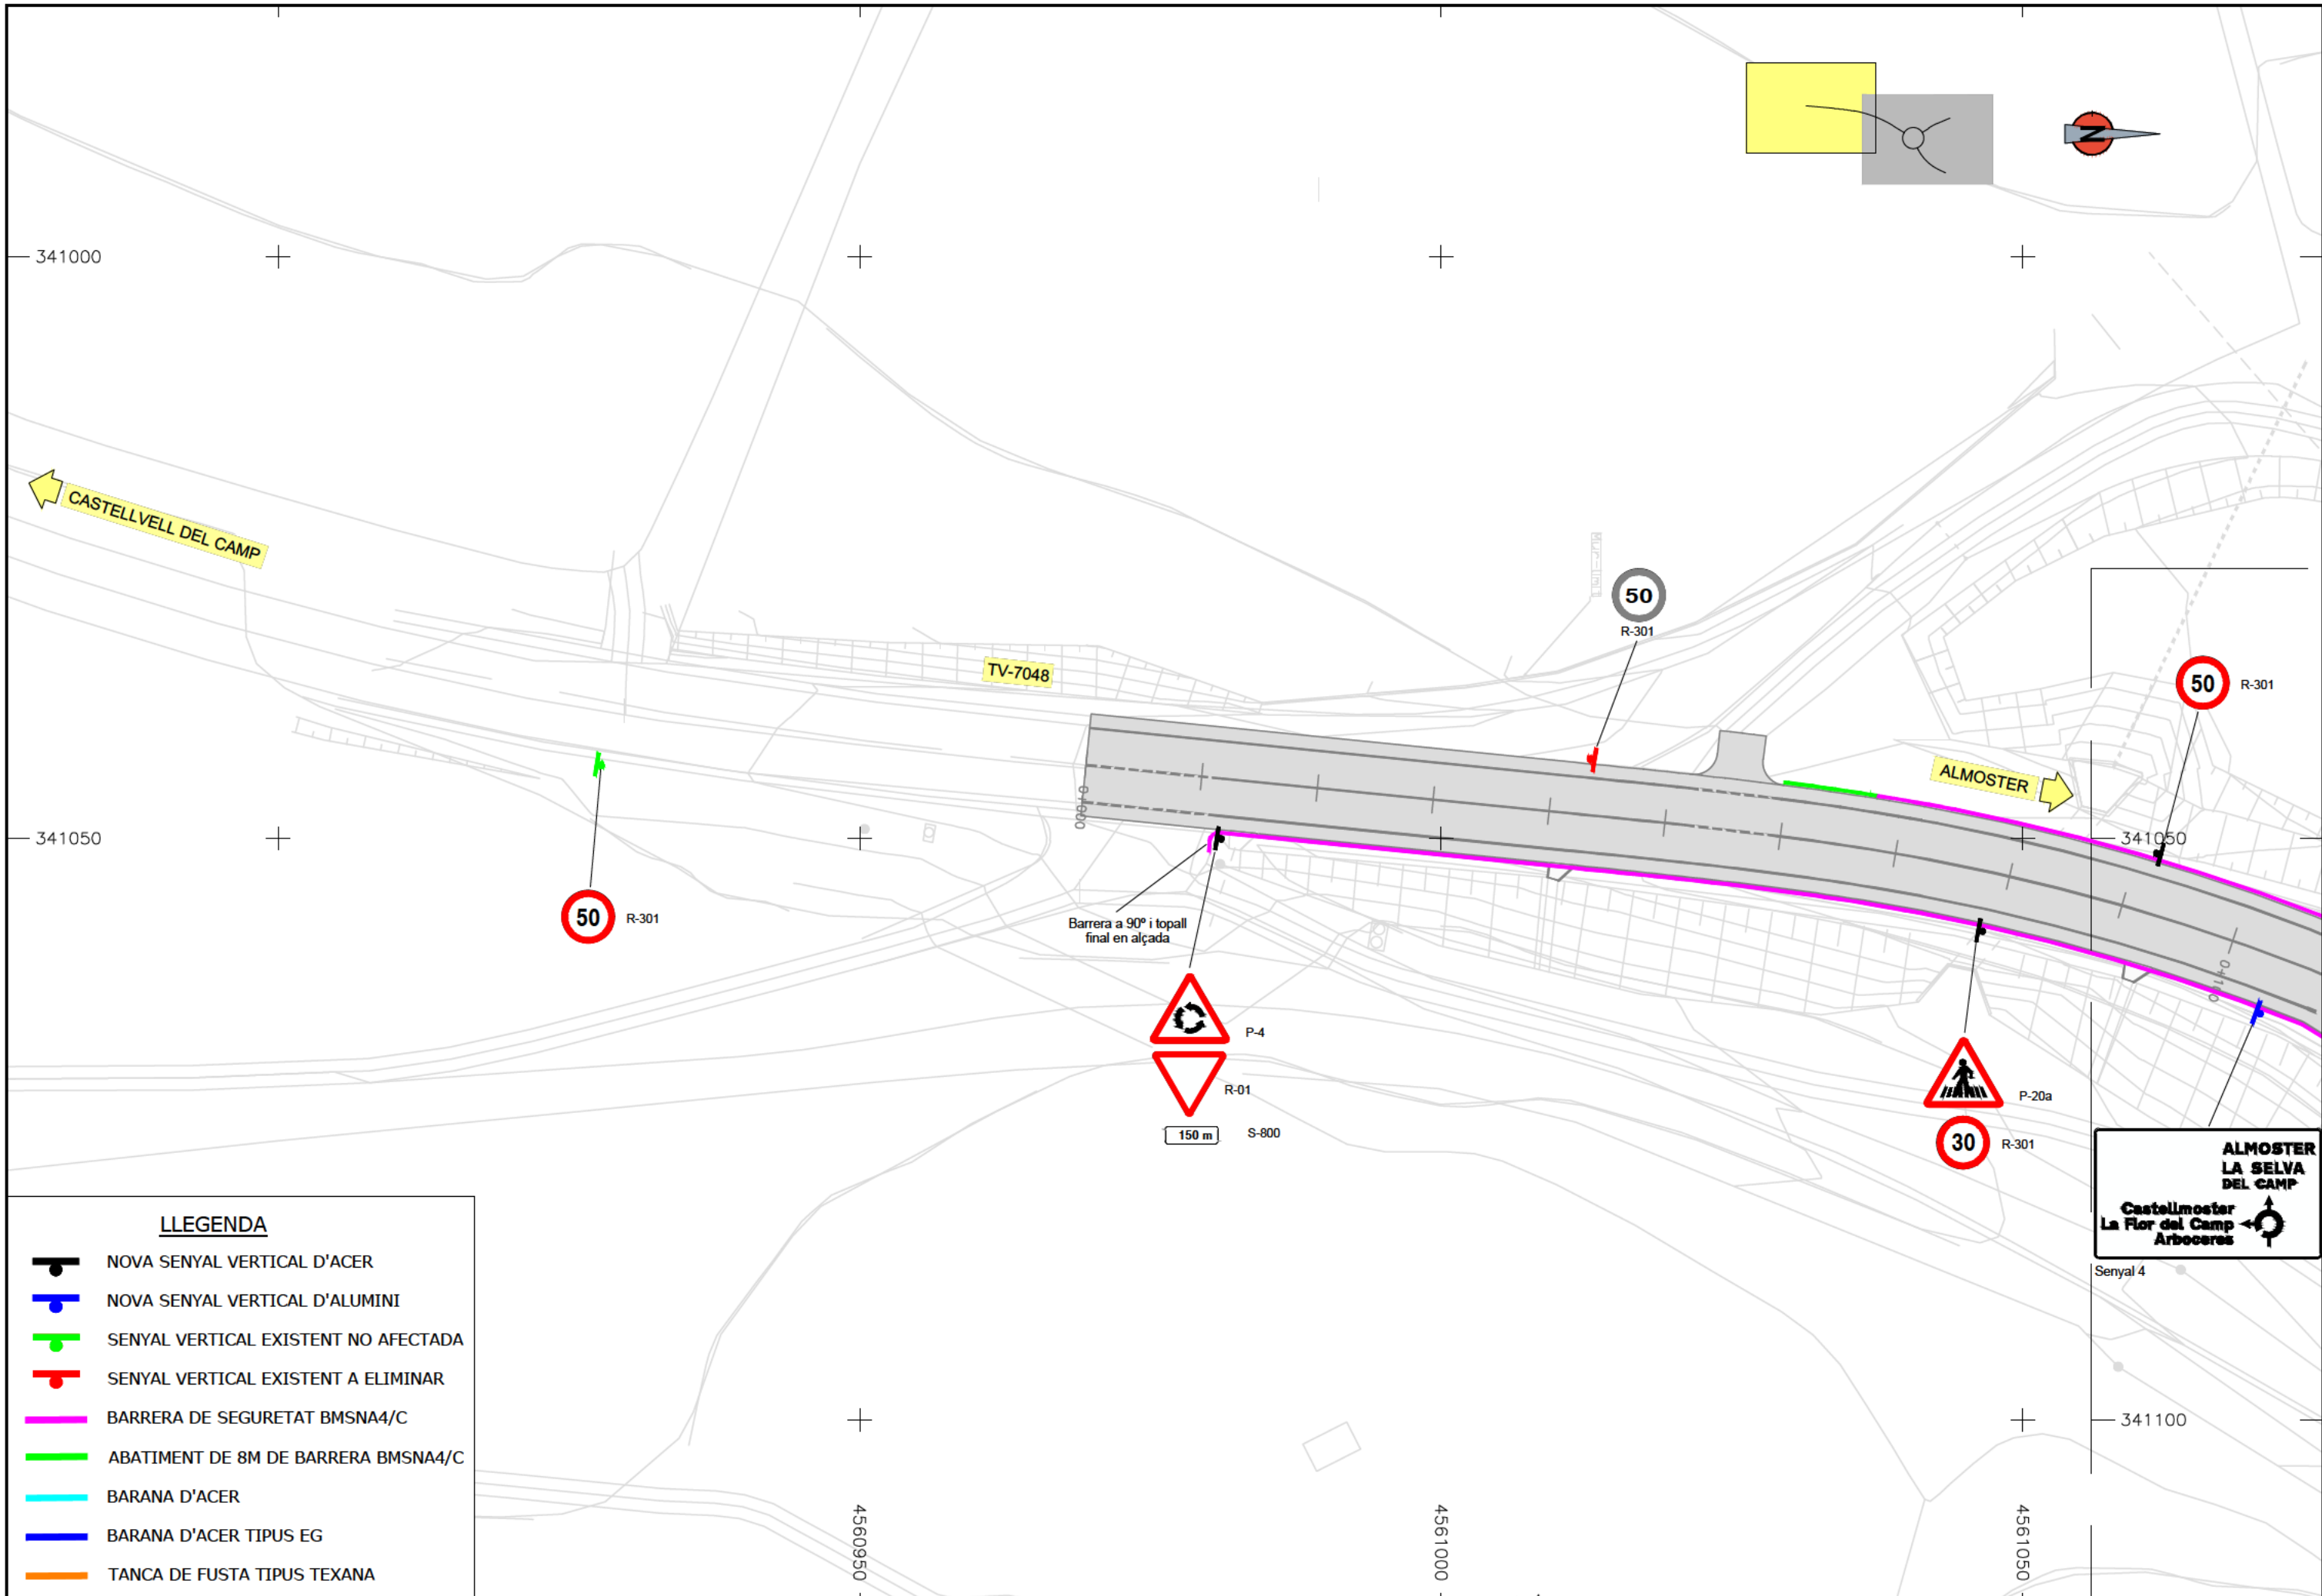 N
341000
CASTELLVELL DEL CAMP
TV-7048
50
R-301
50
R-301
ALMOSTER
0+000
341050
341050
50
R-301
Barrera a 90º i topall
final en alçada
0+100
P-4
R-01
150 m
S-800
P-20a
30
R-301
ALMOSTER
LA SELVA
DEL CAMP
Castellmoster
La Flor del Camp
Arboceres
Senyal 4
LLEGENDA
NOVA SENYAL VERTICAL D'ACER
NOVA SENYAL VERTICAL D'ALUMINI
SENYAL VERTICAL EXISTENT NO AFECTADA
SENYAL VERTICAL EXISTENT A ELIMINAR
BARRERA DE SEGURETAT BMSNA4/C
ABATIMENT DE 8M DE BARRERA BMSNA4/C
BARANA D'ACER
BARANA D'ACER TIPUS EG
TANCA DE FUSTA TIPUS TEXANA
341100
4560950
4561000
4561050